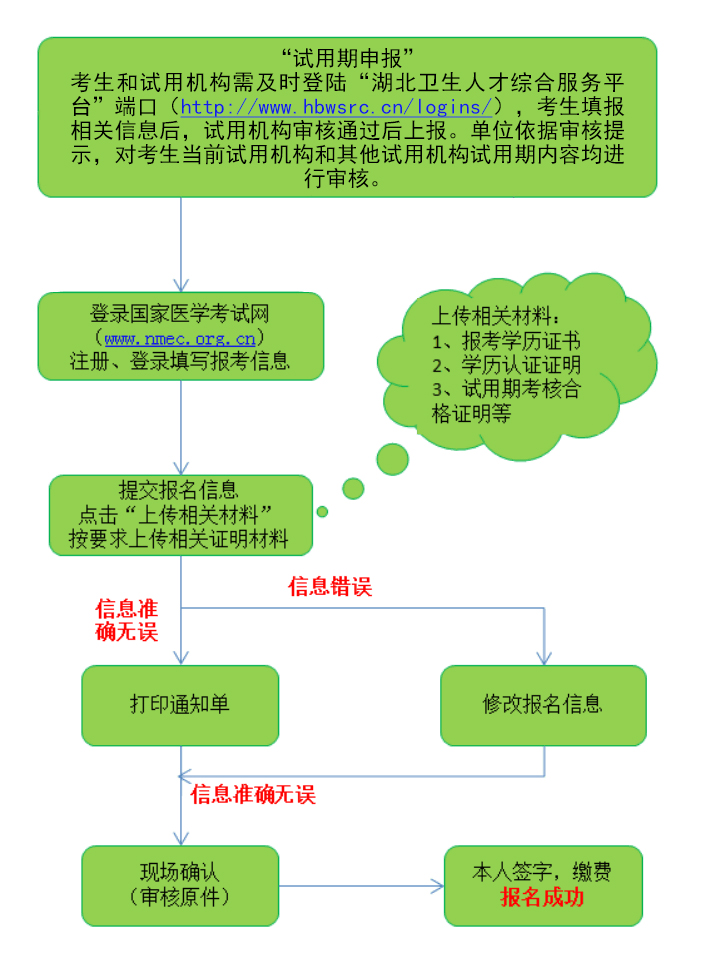 “试用期申报”
考生和试用机构需及时登陆“湖北卫生人才综合服务平
台”端口（http://www.hbwsrc.cn/logins/），考生填报
相关信息后，试用机构审核通过后上报。单位依据审核提
示，对考生当前试用机构和其他试用机构试用期内容均进
行审核。
登录国家医学考试网
（www.nmec.org.cn）
注册、登录填写报考信息
上传相关材料：
1、报考学历证书
2、学历认证证明
3、试用期考核合
格证明等
提交报名信息
点击“上传相关材料”
按要求上传相关证明材料
信息错误
信息准
确无误
打印通知单
修改报名信息
信息准确无误
现场确认
（审核原件）
本人签字，缴费
报名成功